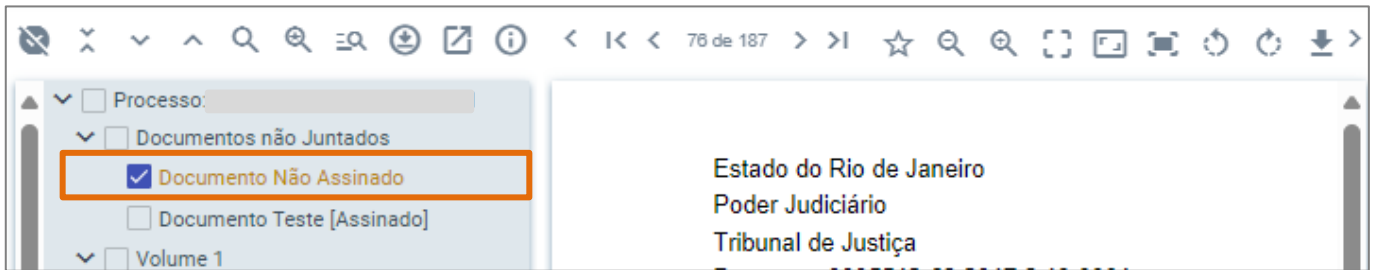 76 de 187
Processo:
Documentos não Juntados
Documento Não Assinado
Documento Teste [Assinado]
Volume 1
Estado do Rio de Janeiro
Poder Judiciário
Tribunal de Justiça